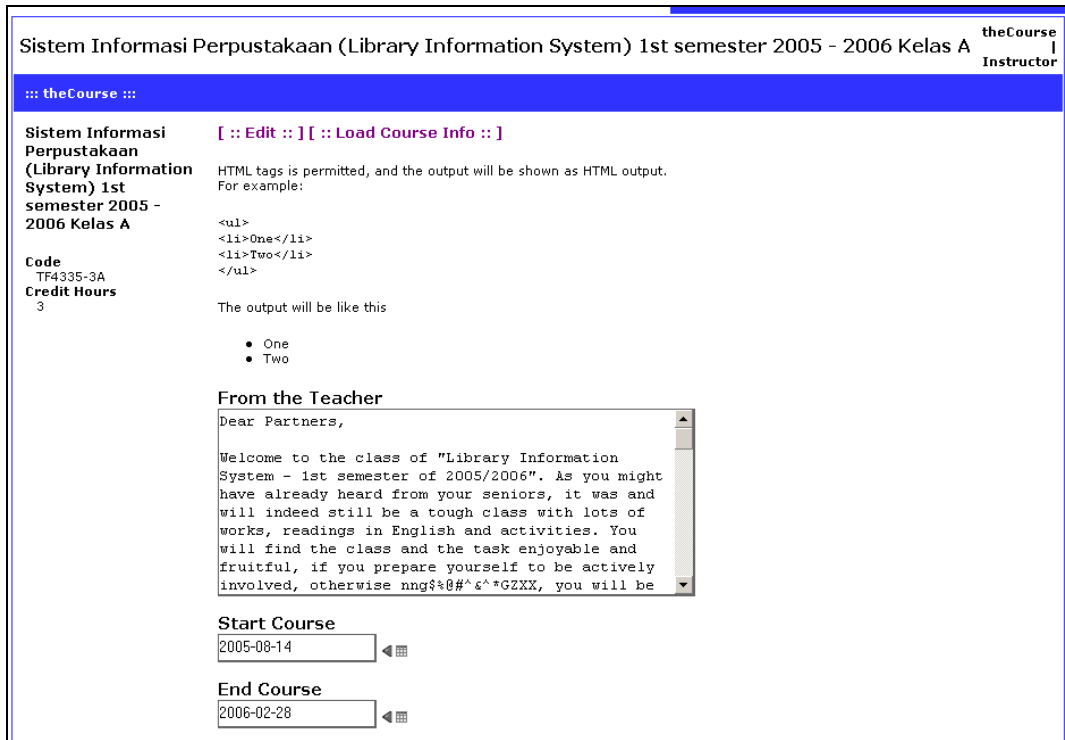 Sistem Informasi Perpustakaan (Library Information System) 1st semester 2005 - 2006 Kelas A
theCourse
|
Instructor
::: theCourse :::
Sistem Informasi
Perpustakaan
(Library Information
System) 1st
semester 2005 -
2006 Kelas A
Code
TF4335-3A
Credit Hours
3
[ :: Edit :: ] [ :: Load Course Info :: ]
HTML tags is permitted, and the output will be shown as HTML output.
For example:
<ul>
<li>One</li>
<li>Two</li>
</ul>
The output will be like this
• One
• Two
From the Teacher
Dear Partners,
Welcome to the class of "Library Information
System - 1st semester of 2005/2006". As you might
have already heard from your seniors, it was and
will indeed still be a tough class with lots of
works, readings in English and activities. You
will find the class and the task enjoyable and
fruitful, if you prepare yourself to be actively
involved, otherwise nng$%@#^&^*GZXX, you will be
Start Course
2005-08-14
End Course
2006-02-28